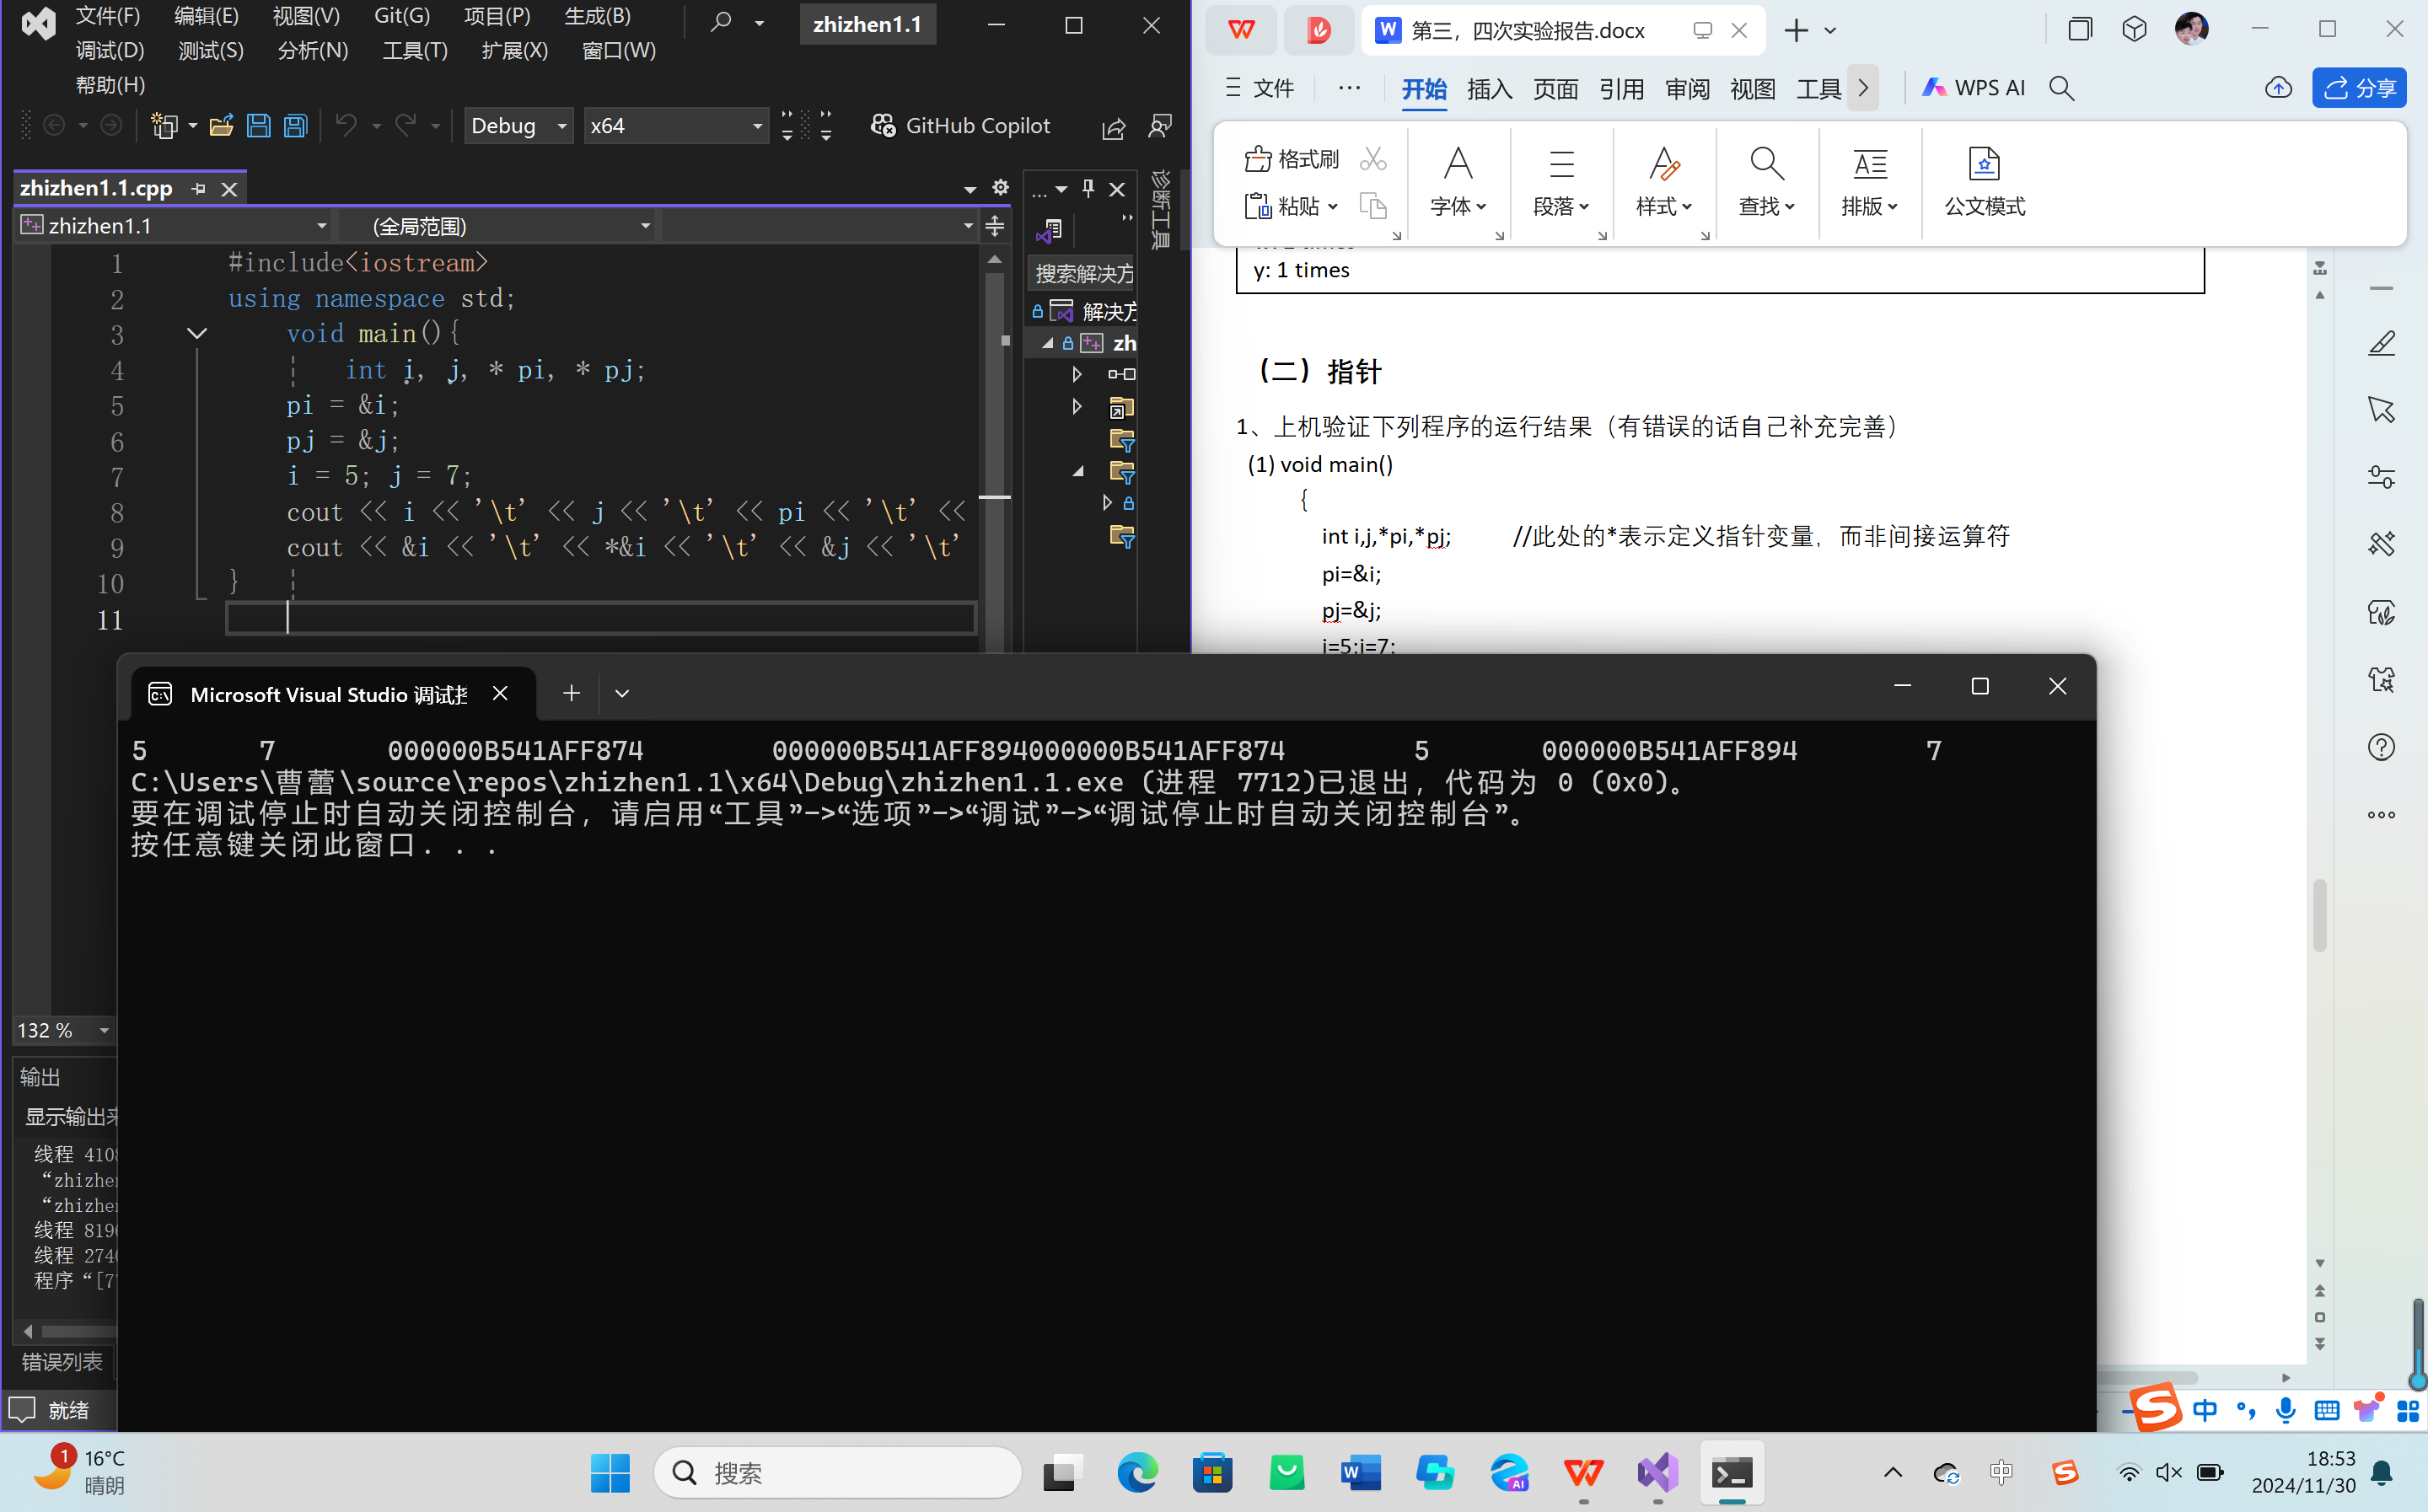 文件(F) 编辑(E) 视图(V) Git(G) 项目(P) 生成(B)
调试(D) 测试(S) 分析(N) 工具(T) 扩展(X) 窗口(W)
帮助(H)
zhizhen1.1
Debug x64 GitHub Copilot
zhizhen1.1.cpp
zhizhen1.1 (全局范围)
1 #include<iostream>
2 using namespace std;
3 void main(){
4 int i, j, * pi, * pj;
5 pi = &i;
6 pj = &j;
7 i = 5; j = 7;
8 cout << i << '\t' << j << '\t' << pi << '\t' <<
9 cout << &i << '\t' << *&i << '\t' << &j << '\t'
10 }
11
...
搜索解决方
解决方
zh
诊断工具
132 %
输出
显示输出来
线程 4108
“zhizhen
“zhizhen
线程 8196
线程 2740
程序“[77
错误列表
就绪
第三，四次实验报告.docx
文件 ... 开始 插入 页面 引用 审阅 视图 工具 WPS AI 分享
格式刷
粘贴 字体 段落 样式 查找 排版 公文模式
y: 1 times
（二）指针
1、上机验证下列程序的运行结果（有错误的话自己补充完善）
(1) void main()
{
int i,j,*pi,*pj; //此处的*表示定义指针变量，而非间接运算符
pi=&i;
pj=&j;
i=5;j=7;
Microsoft Visual Studio 调试控
5 7 000000B541AFF874 000000B541AFF894000000B541AFF874 5 000000B541AFF894 7
C:\Users\曹蕾\source\repos\zhizhen1.1\x64\Debug\zhizhen1.1.exe (进程 7712)已退出，代码为 0 (0x0)。
要在调试停止时自动关闭控制台，请启用“工具”->“选项”->“调试”->“调试停止时自动关闭控制台”。
按任意键关闭此窗口. . .
中
1 16°C
晴朗
搜索
中
18:53
2024/11/30